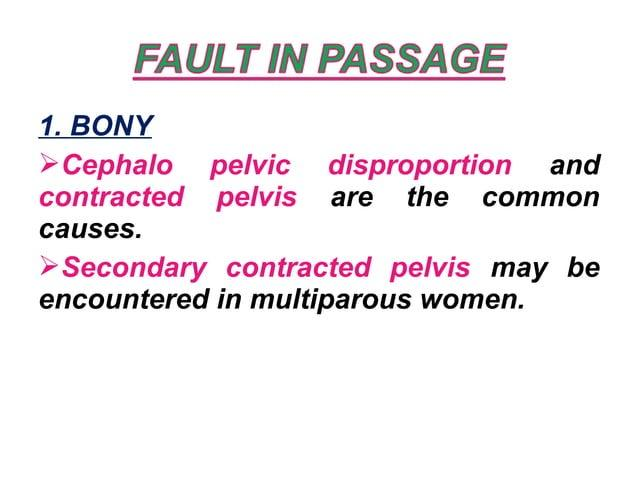 FAULT IN PASSAGE
1. BONY
➢Cephalo pelvic disproportion and
contracted pelvis are the common
causes.
➢Secondary contracted pelvis may be
encountered in multiparous women.